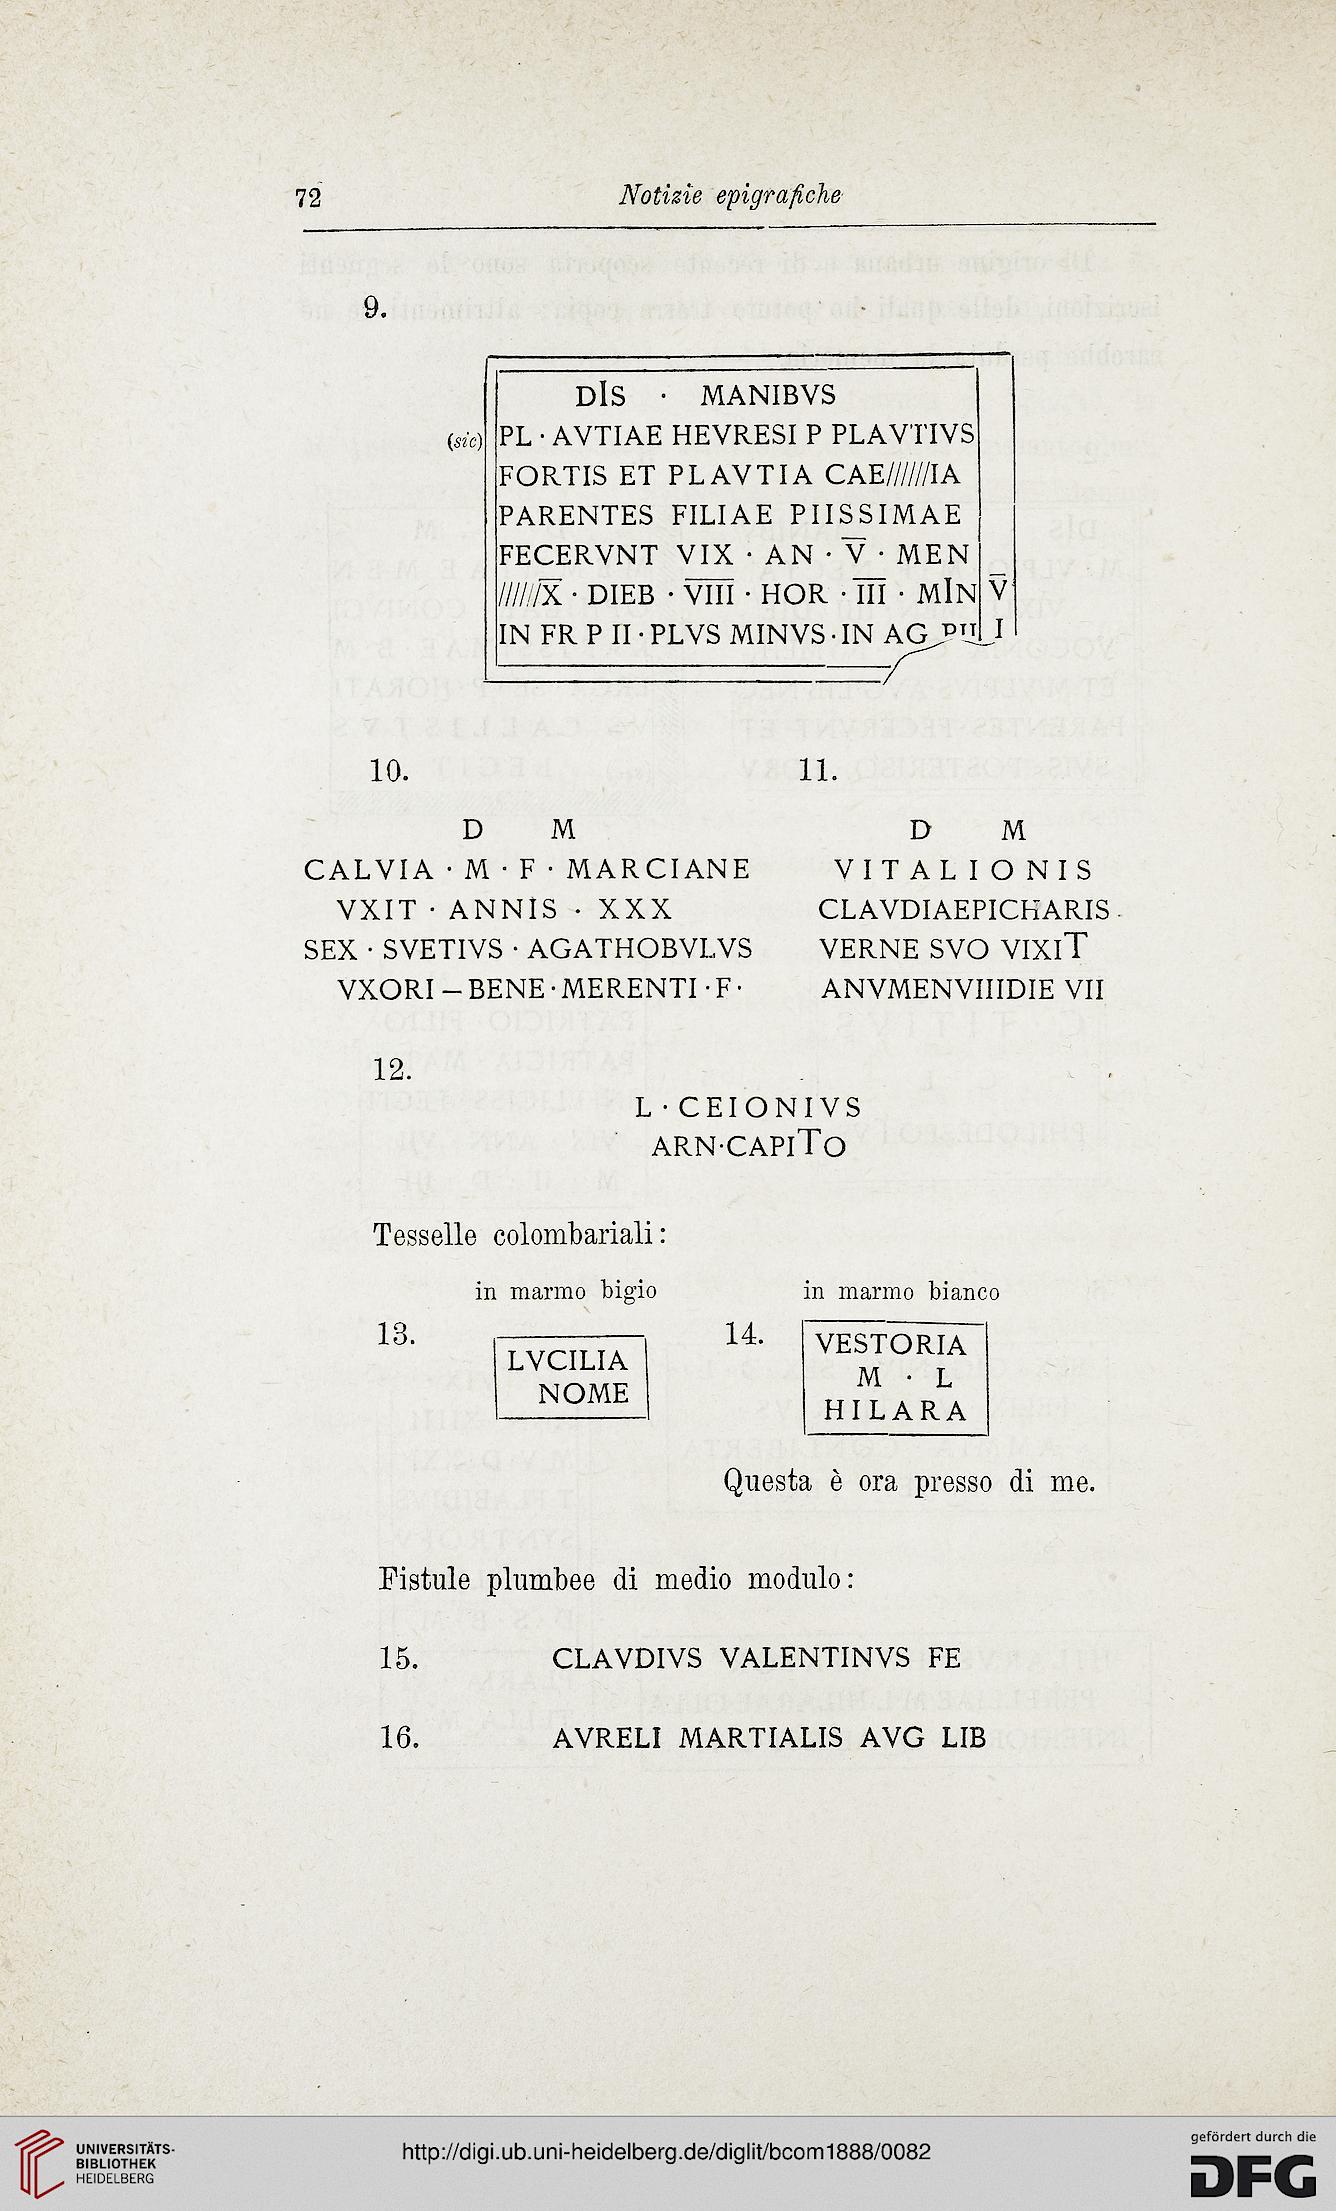 72
Notizie epigrafiche
9.
DIS · MANIBVS
(sic) PL · AVTIAE HEVRESI P PLAVTIVS
FORTIS ET PLAVTIA CAE//////IA
PARENTES FILIAE PIISSIMAE
FECERVNT VIX · AN · V̅ · MEN
//////X̅ · DIEB · V̅I̅I̅I̅ · HOR · I̅I̅I̅ · MIN V̅
IN FR P II · PLVS MINVS · IN AG PII I
10.
D M
CALVIA · M · F · MARCIANE
VXIT · ANNIS · XXX
SEX · SVETIVS · AGATHOBVLVS
VXORI — BENE · MERENTI · F ·
11.
D M
VITALIONIS
CLAVDIAEPICHARIS
VERNE SVO VIXIT
ANVMENVIIIDIE VII
12.
L · CEIONIVS
ARN · CAPITO
Tesselle colombariali:
in marmo bigio
13.
LVCILIA
NOME
in marmo bianco
14.
VESTORIA
M · L
HILARA
Questa è ora presso di me.
Fistule plumbee di medio modulo:
15. CLAVDIVS VALENTINVS FE
16. AVRELI MARTIALIS AVG LIB
UNIVERSITÄTS-
BIBLIOTHEK
HEIDELBERG
http://digi.ub.uni-heidelberg.de/diglit/bcom1888/0082
gefördert durch die
DFG